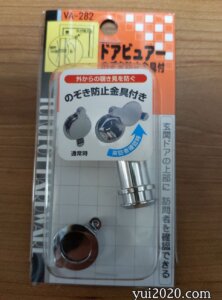 VA-282
ドアビュアー
のぞき防止金具付
外からの覗き見を防ぐ
のぞき防止金具付き
通常時
玄関ドアの上部に 訪問者を確認できる
yui2020.com